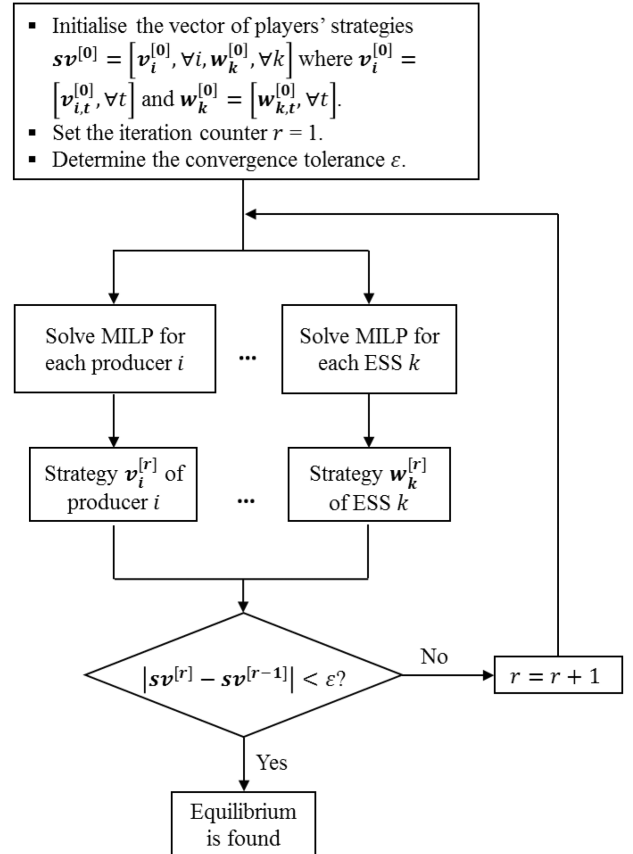 ▪ Initialise the vector of players' strategies
𝒔𝒗^[0] = [𝒗_i^[0], ∀i, 𝒘_k^[0], ∀k] where 𝒗_i^[0] =
[𝒗_{i,t}^[0], ∀t] and 𝒘_k^[0] = [𝒘_{k,t}^[0], ∀t].
▪ Set the iteration counter r = 1.
▪ Determine the convergence tolerance ε.
Solve MILP for
each producer i
...
Solve MILP for
each ESS k
Strategy 𝒗_i^[r] of
producer i
...
Strategy 𝒘_k^[r]
of ESS k
|𝒔𝒗^[r] − 𝒔𝒗^[r−1]| < ε?
No
r = r + 1
Yes
Equilibrium
is found